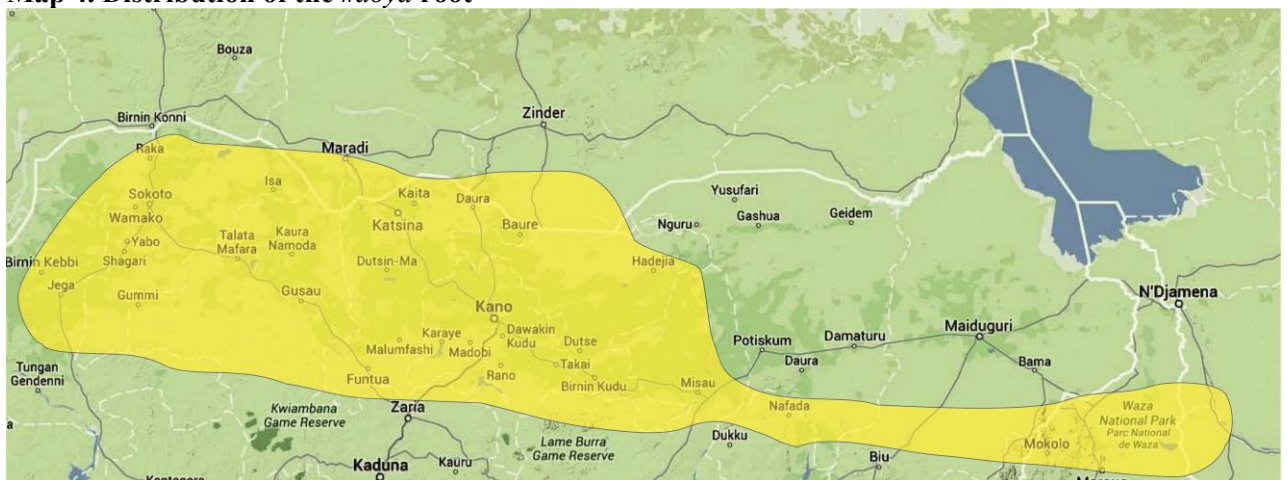 Map 4. Distribution of the *kabya root
Bouza
Birnin Konni
Zinder
Raka
Maradi
Isa
Kaita
Daura
Yusufari
Sokoto
Wamako
Katsina
Baure
Nguru
Gashua
Geidem
Yabo
Talata
Mafara
Kaura
Namoda
Shagari
Birnin Kebbi
Dutsin-Ma
Hadejia
Jega
Gummi
Gusau
Kano
N'Djamena
Karaye
Dawakin
Kudu
Malumfashi
Madobi
Dutse
Potiskum
Damaturu
Maiduguri
Tungan
Gendenni
Takai
Daura
Bama
Funtua
Rano
Birnin Kudu
Misau
Kwiambana
Game Reserve
Zaria
Nafada
Waza
National Park
Parc National
de Waza
Lame Burra
Game Reserve
Dukku
Mokolo
Kaduna
Kauru
Biu